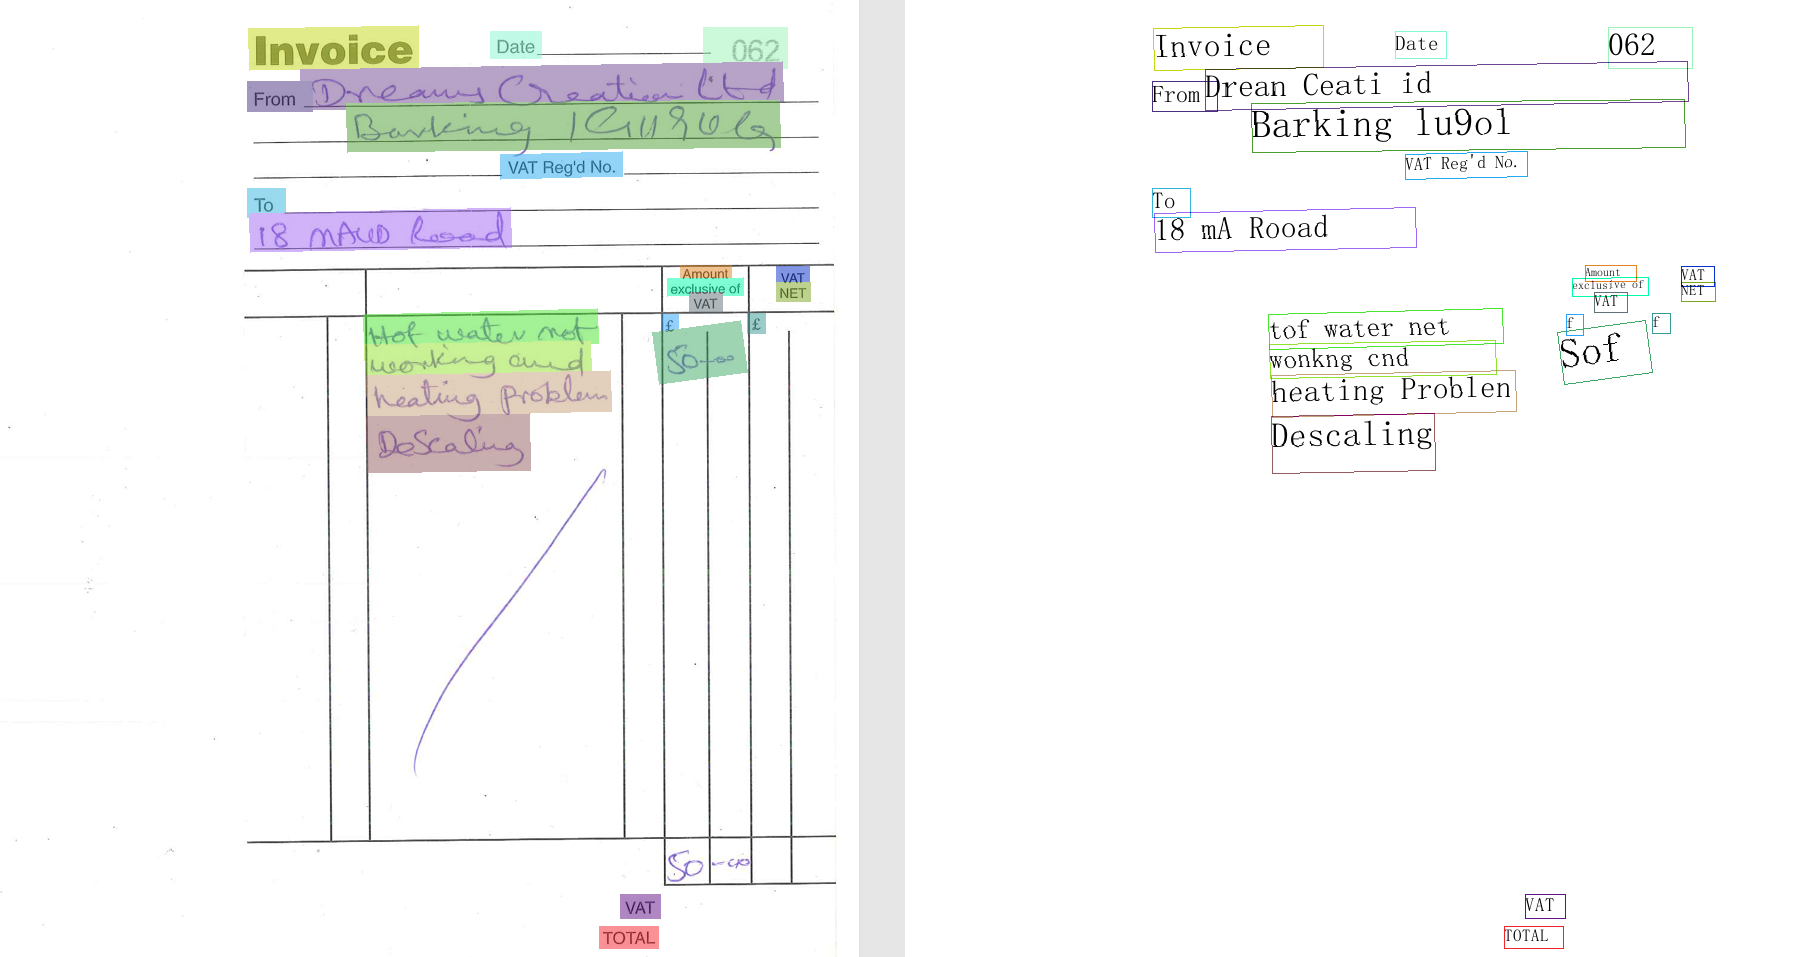 Invoice Date 062
From Dreams Creation Ltd
Barking IG11
VAT Reg'd No.
To
18 MAUD Rooad
Amount exclusive of VAT
VAT NET
£ £
Hot water not 50-00
working and
heating problem
DeScaling
50-00
VAT
TOTAL
Invoice Date 062
From Drean Ceati id
Barking lu9ol
VAT Reg'd No.
To
18 mA Rooad
Amount exclusive of VAT
VAT NET
f f
tof water net Sof
wonkng cnd
heating Problen
Descaling
VAT
TOTAL